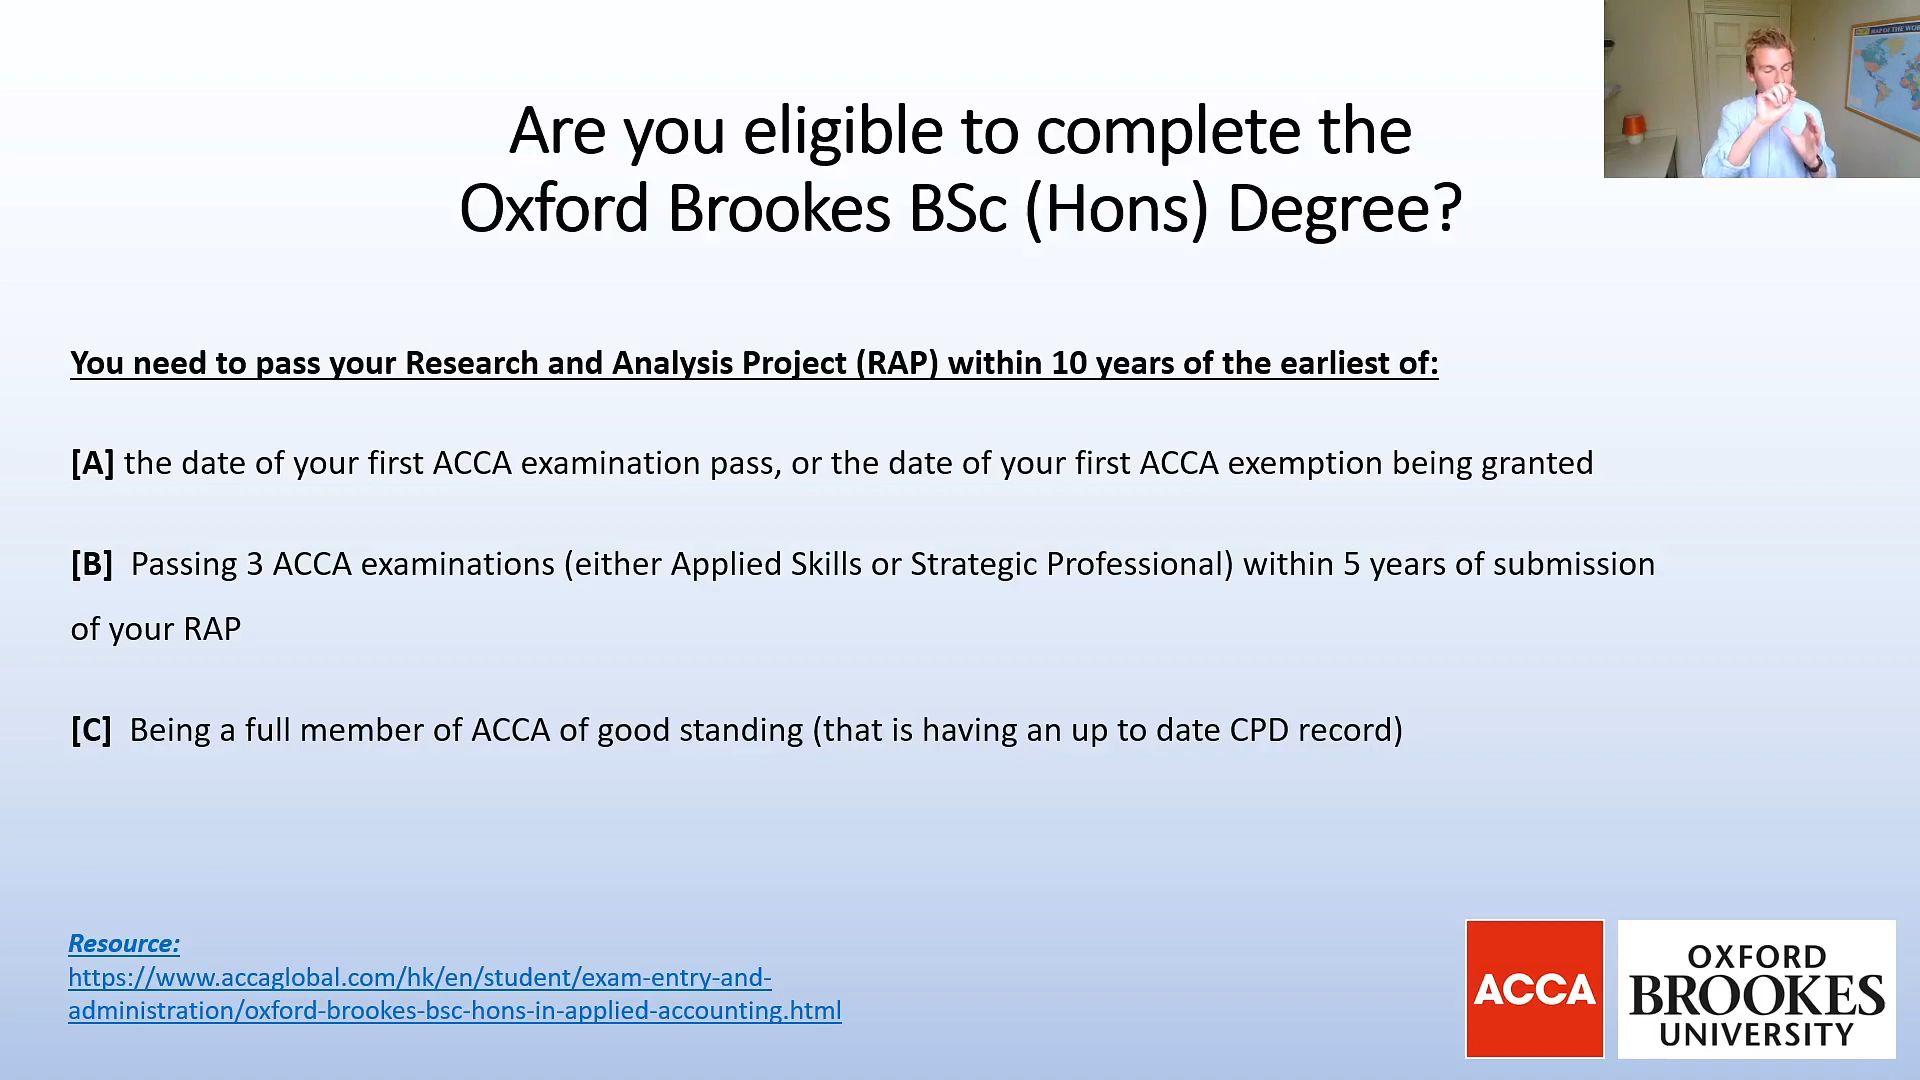 MAP OF THE WOR
Are you eligible to complete the
Oxford Brookes BSc (Hons) Degree?
You need to pass your Research and Analysis Project (RAP) within 10 years of the earliest of:
[A] the date of your first ACCA examination pass, or the date of your first ACCA exemption being granted
[B] Passing 3 ACCA examinations (either Applied Skills or Strategic Professional) within 5 years of submission
of your RAP
[C] Being a full member of ACCA of good standing (that is having an up to date CPD record)
Resource:
https://www.accaglobal.com/hk/en/student/exam-entry-and-
administration/oxford-brookes-bsc-hons-in-applied-accounting.html
ACCA
OXFORD
BROOKES
UNIVERSITY